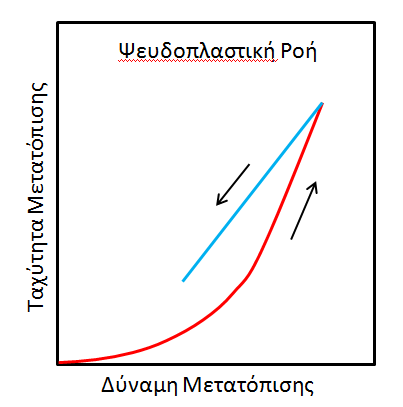 Ψευδοπλαστική Ροή
Ταχύτητα Μετατόπισης
Δύναμη Μετατόπισης